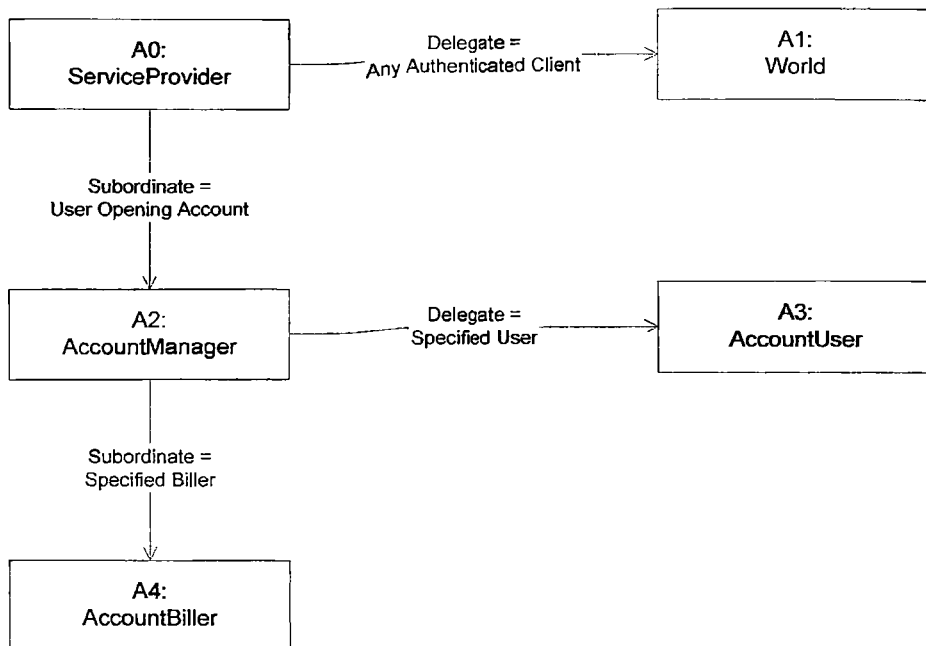 A0:
ServiceProvider
Delegate =
Any Authenticated Client
A1:
World
Subordinate =
User Opening Account
A2:
AccountManager
Delegate =
Specified User
A3:
AccountUser
Subordinate =
Specified Biller
A4:
AccountBiller